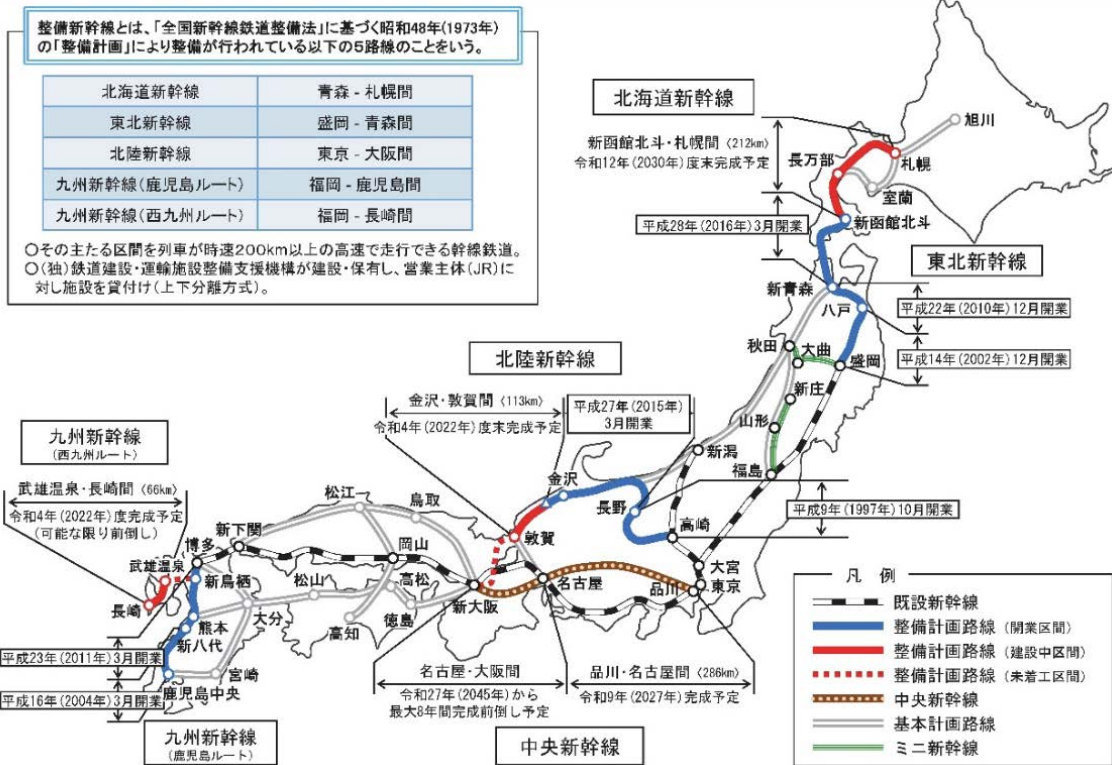 整備新幹線とは、「全国新幹線鉄道整備法」に基づく昭和48年(1973年)
の「整備計画」により整備が行われている以下の5路線のことをいう。
北海道新幹線 青森 - 札幌間
東北新幹線 盛岡 - 青森間
北陸新幹線 東京 - 大阪間
九州新幹線(鹿児島ルート) 福岡 - 鹿児島間
九州新幹線(西九州ルート) 福岡 - 長崎間
○その主たる区間を列車が時速200km以上の高速で走行できる幹線鉄道。
○(独)鉄道建設・運輸施設整備支援機構が建設・保有し、営業主体(JR)に
対し施設を貸付け(上下分離方式)。
北海道新幹線
新函館北斗・札幌間〈212km〉
令和12年(2030年)度末完成予定
旭川
長万部
札幌
室蘭
平成28年(2016年)3月開業
新函館北斗
東北新幹線
新青森
八戸
平成22年(2010年)12月開業
秋田
大曲
盛岡
平成14年(2002年)12月開業
新庄
山形
福島
新潟
北陸新幹線
金沢・敦賀間〈113km〉
令和4年(2022年)度末完成予定
平成27年(2015年)
3月開業
金沢
長野
高崎
平成9年(1997年)10月開業
敦賀
大宮
東京
品川
名古屋
新大阪
九州新幹線
(西九州ルート)
武雄温泉・長崎間〈66km〉
令和4年(2022年)度完成予定
(可能な限り前倒し)
松江
鳥取
新下関
博多
岡山
武雄温泉
新鳥栖
松山
高松
長崎
大分
徳島
高知
熊本
新八代
平成23年(2011年)3月開業
宮崎
鹿児島中央
平成16年(2004年)3月開業
九州新幹線
(鹿児島ルート)
名古屋・大阪間
令和27年(2045年)から
最大8年間完成前倒し予定
品川・名古屋間〈286km〉
令和9年(2027年)完成予定
中央新幹線
凡 例
既設新幹線
整備計画路線(開業区間)
整備計画路線(建設中区間)
整備計画路線(未着工区間)
中央新幹線
基本計画路線
ミニ新幹線